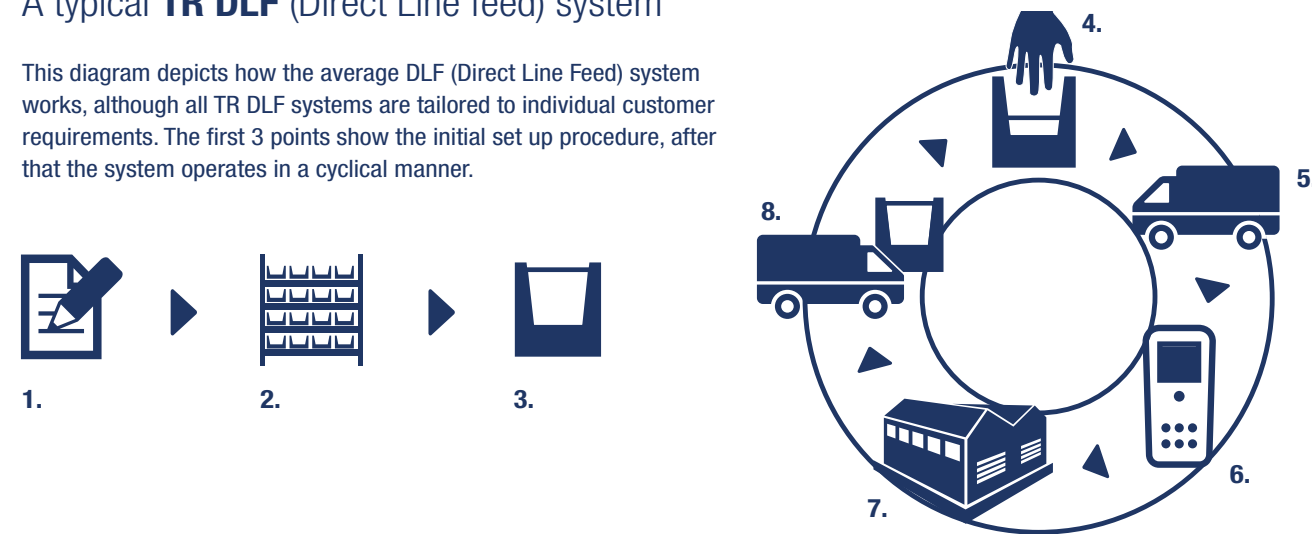 A typical TR DLF (Direct Line feed) system
This diagram depicts how the average DLF (Direct Line Feed) system
works, although all TR DLF systems are tailored to individual customer
requirements. The first 3 points show the initial set up procedure, after
that the system operates in a cyclical manner.
1.
2.
3.
4.
5
6.
7.
8.